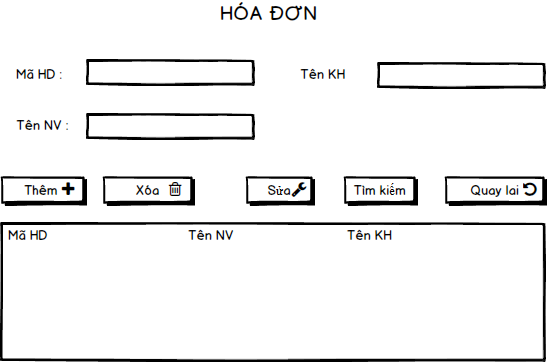 HÓA ĐƠN
Mã HD : Tên KH
Tên NV :
Thêm Xóa Sửa Tìm kiếm Quay lai
Mã HD Tên NV Tên KH